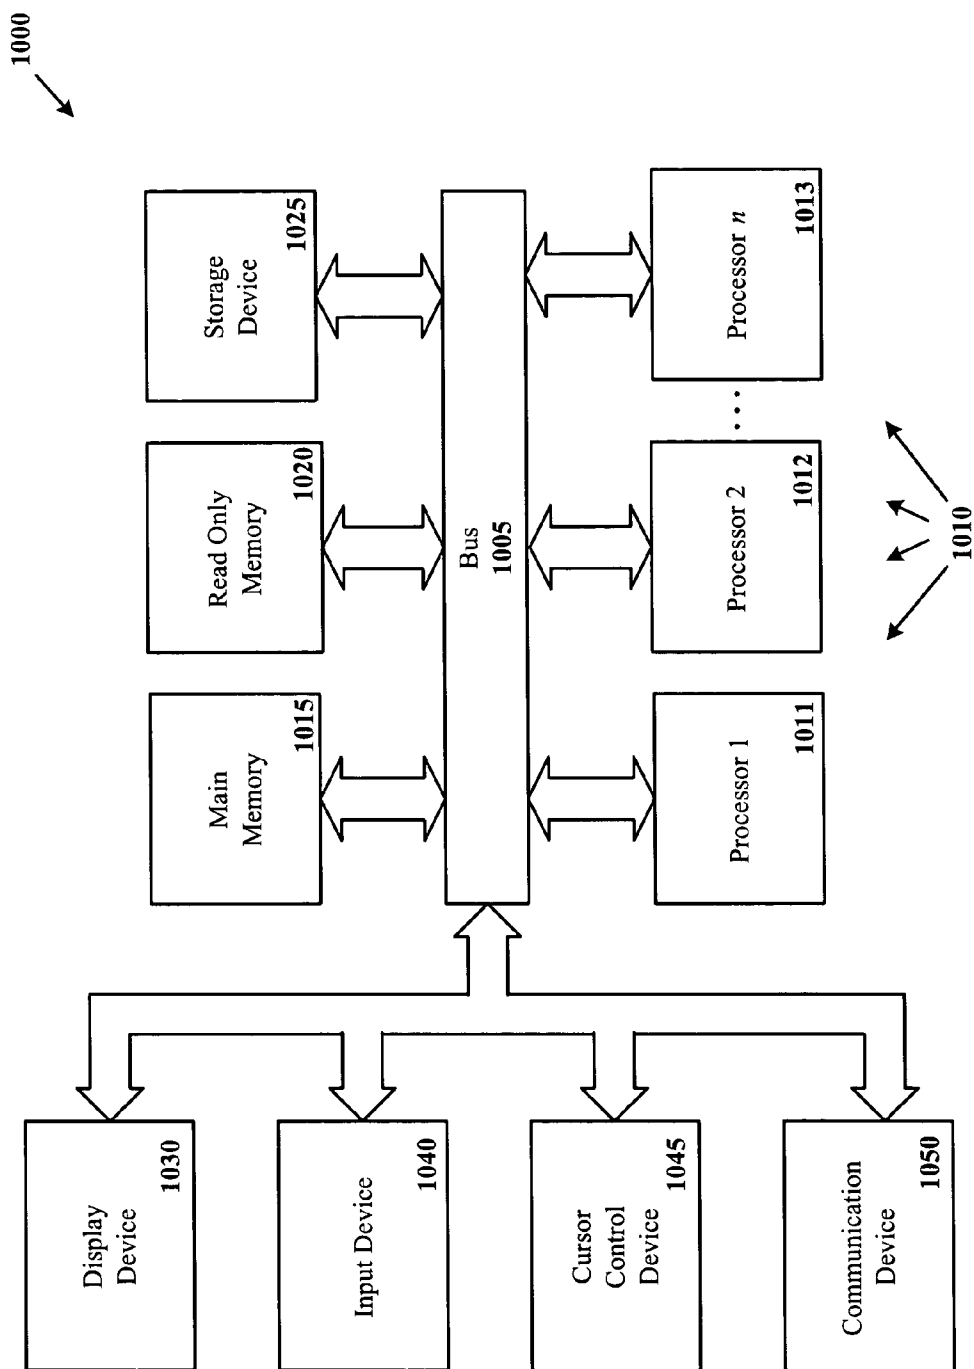 1000
Display
Device
1030
Input Device
1040
Cursor
Control
Device
1045
Communication
Device
1050
Main
Memory
1015
Read Only
Memory
1020
Storage
Device
1025
Bus
1005
Processor 1
1011
Processor 2
1012
...
Processor n
1013
1010